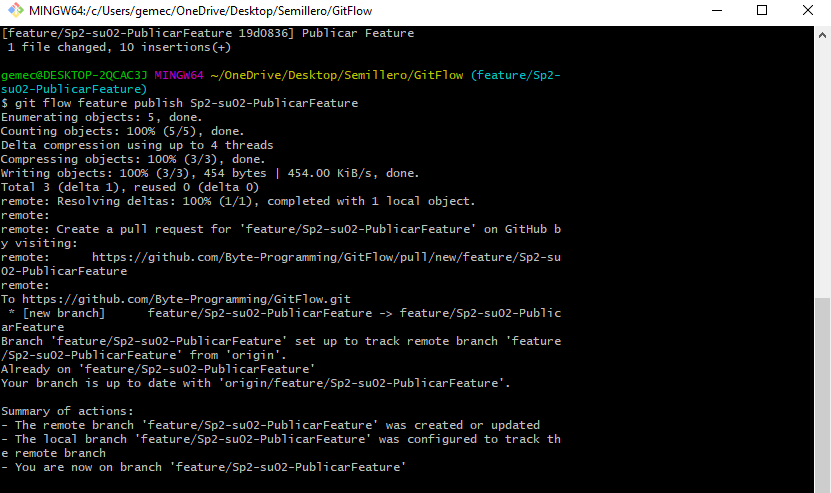 MINGW64:/c/Users/gemec/OneDrive/Desktop/Semillero/GitFlow
[feature/Sp2-su02-PublicarFeature 19d0836] Publicar Feature
 1 file changed, 10 insertions(+)
gemec@DESKTOP-2QCAC3J MINGW64 ~/OneDrive/Desktop/Semillero/GitFlow (feature/Sp2-
su02-PublicarFeature)
$ git flow feature publish Sp2-su02-PublicarFeature
Enumerating objects: 5, done.
Counting objects: 100% (5/5), done.
Delta compression using up to 4 threads
Compressing objects: 100% (3/3), done.
Writing objects: 100% (3/3), 454 bytes | 454.00 KiB/s, done.
Total 3 (delta 1), reused 0 (delta 0)
remote: Resolving deltas: 100% (1/1), completed with 1 local object.
remote:
remote: Create a pull request for 'feature/Sp2-su02-PublicarFeature' on GitHub b
y visiting:
remote:      https://github.com/Byte-Programming/GitFlow/pull/new/feature/Sp2-su
02-PublicarFeature
remote:
To https://github.com/Byte-Programming/GitFlow.git
 * [new branch]      feature/Sp2-su02-PublicarFeature -> feature/Sp2-su02-Public
arFeature
Branch 'feature/Sp2-su02-PublicarFeature' set up to track remote branch 'feature
/Sp2-su02-PublicarFeature' from 'origin'.
Already on 'feature/Sp2-su02-PublicarFeature'
Your branch is up to date with 'origin/feature/Sp2-su02-PublicarFeature'.
Summary of actions:
- The remote branch 'feature/Sp2-su02-PublicarFeature' was created or updated
- The local branch 'feature/Sp2-su02-PublicarFeature' was configured to track th
e remote branch
- You are now on branch 'feature/Sp2-su02-PublicarFeature'